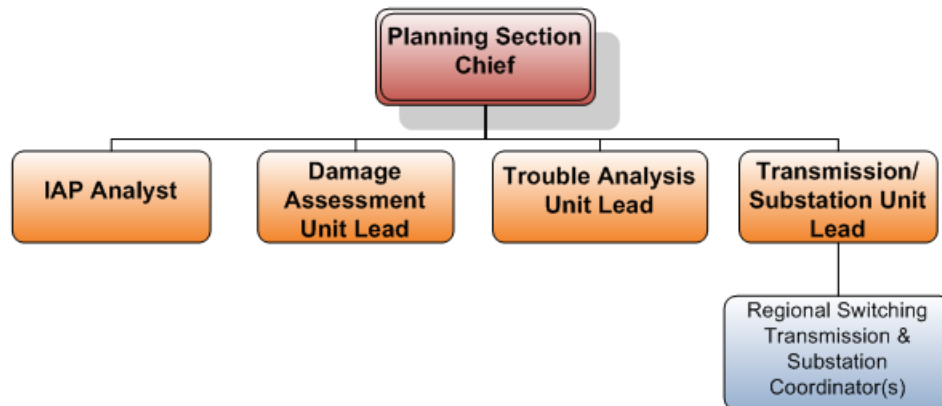 Planning Section
Chief
IAP Analyst
Damage
Assessment
Unit Lead
Trouble Analysis
Unit Lead
Transmission/
Substation Unit
Lead
Regional Switching
Transmission &
Substation
Coordinator(s)